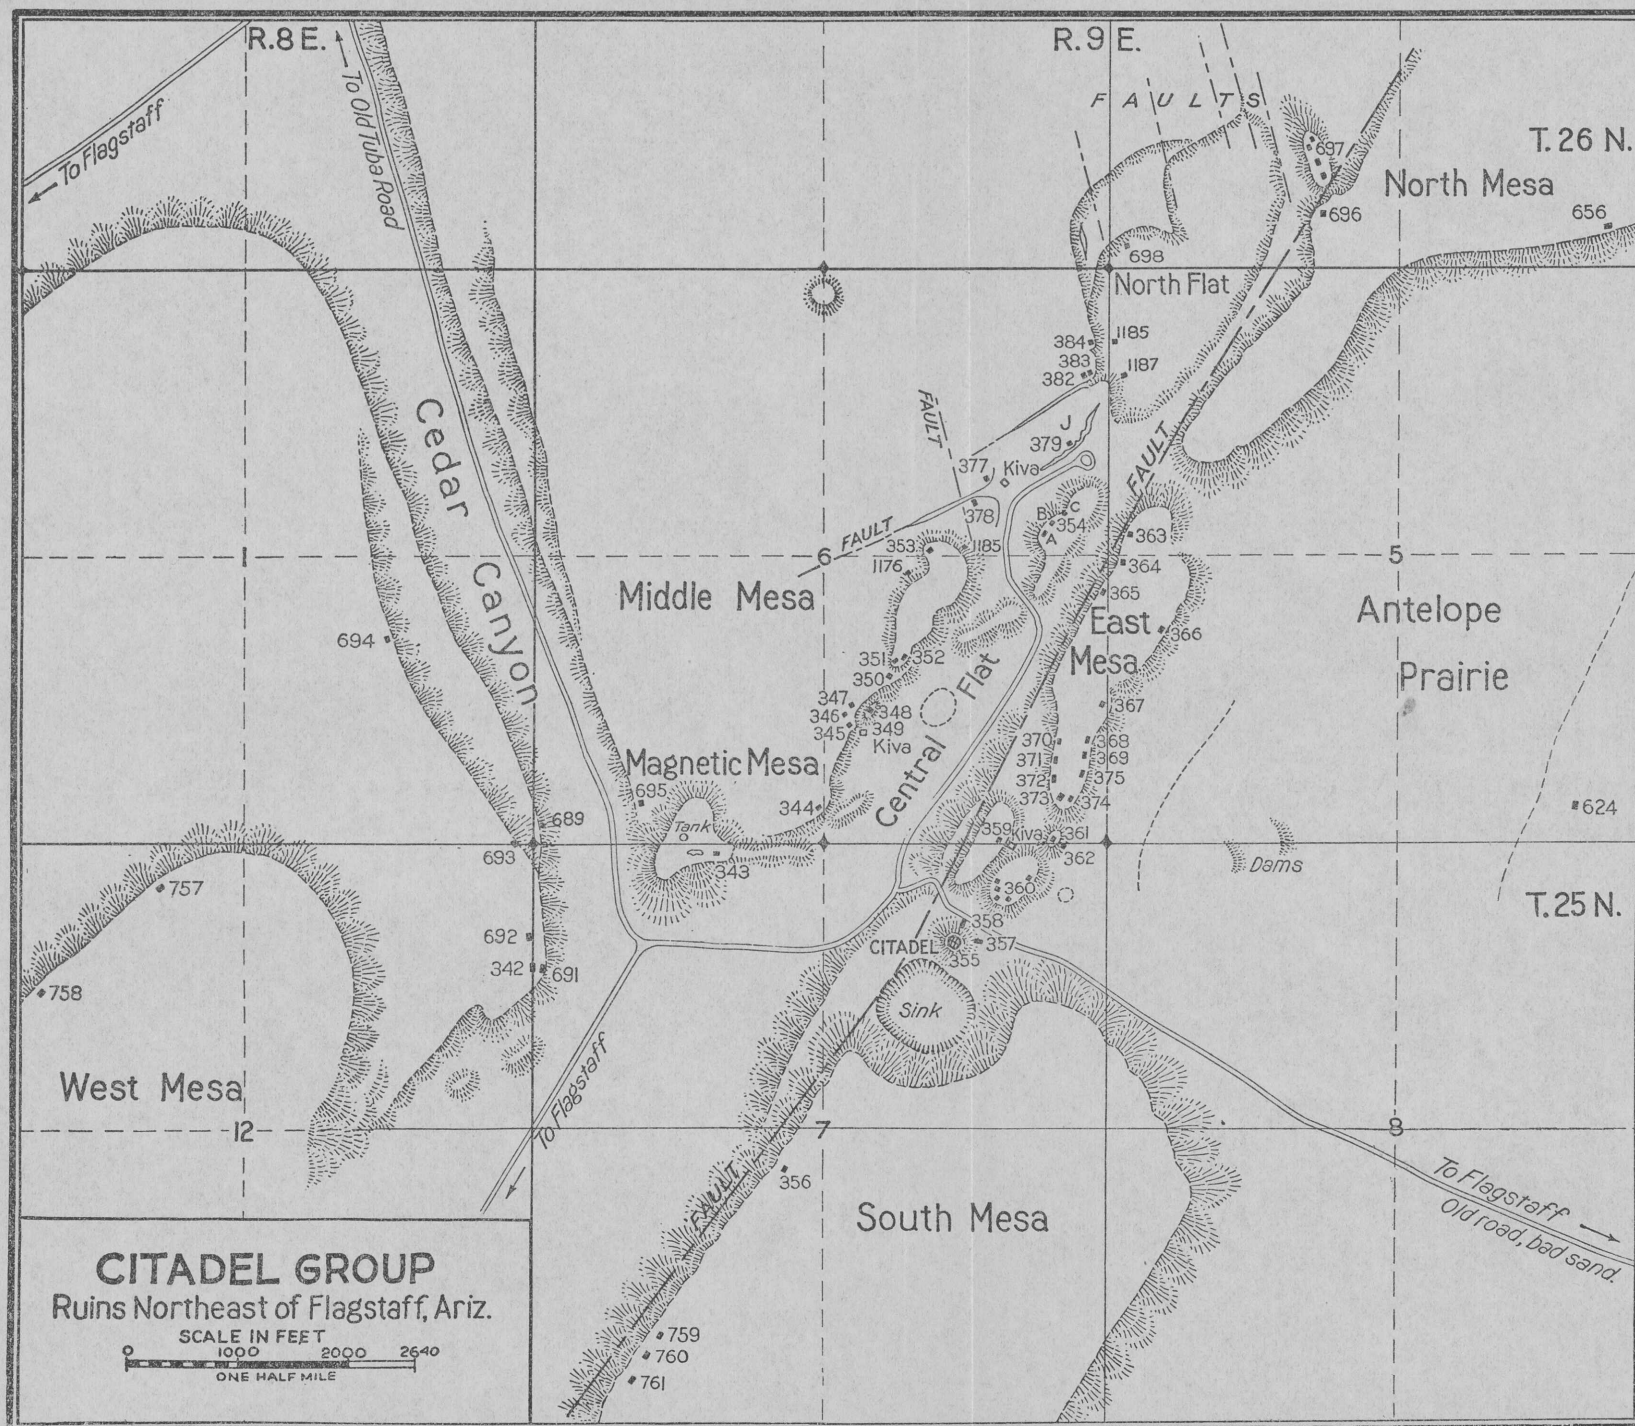 R.8 E.
R.9 E.
To Flagstaff
To Old Tuba Road
F A U L T S
T. 26 N.
697
North Mesa
696
656
698
North Flat
384
1185
383
382
1187
Cedar
Canyon
FAULT
J
379
377
Kiva
FAULT
378
B
C
354
A
FAULT
353
1185
363
1
6
5
1176
364
365
Middle Mesa
East
Mesa
366
Antelope
Prairie
694
351
352
350
347
348
346
349
345
Kiva
Central Flat
367
370
368
371
369
372
375
373
374
Magnetic Mesa
695
344
624
689
Tank
359
Kiva
361
362
693
343
Dams
757
360
T. 25 N.
692
358
CITADEL
357
355
342
691
758
Sink
West Mesa
To Flagstaff
12
7
8
FAULT
356
South Mesa
To Flagstaff
Old road, bad sand.
CITADEL GROUP
Ruins Northeast of Flagstaff, Ariz.
SCALE IN FEET
0 1000 2000 2640
ONE HALF MILE
759
760
761